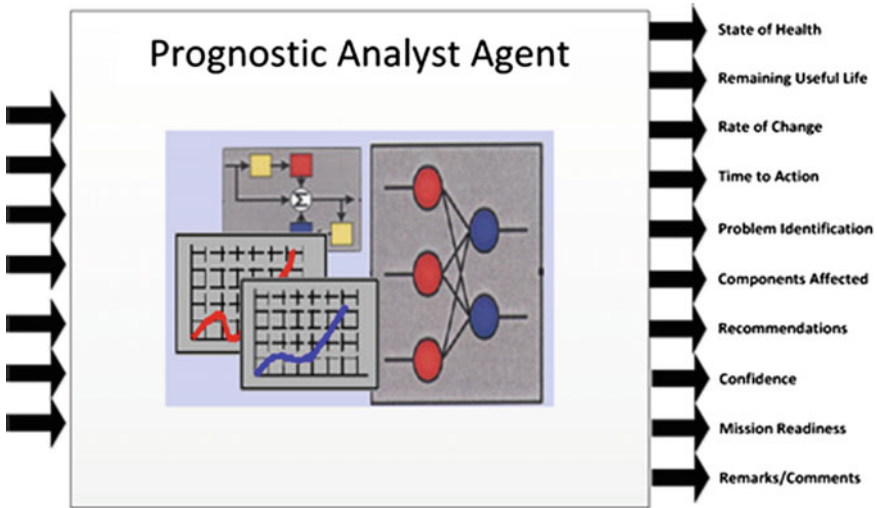 Prognostic Analyst Agent
Σ
State of Health
Remaining Useful Life
Rate of Change
Time to Action
Problem Identification
Components Affected
Recommendations
Confidence
Mission Readiness
Remarks/Comments